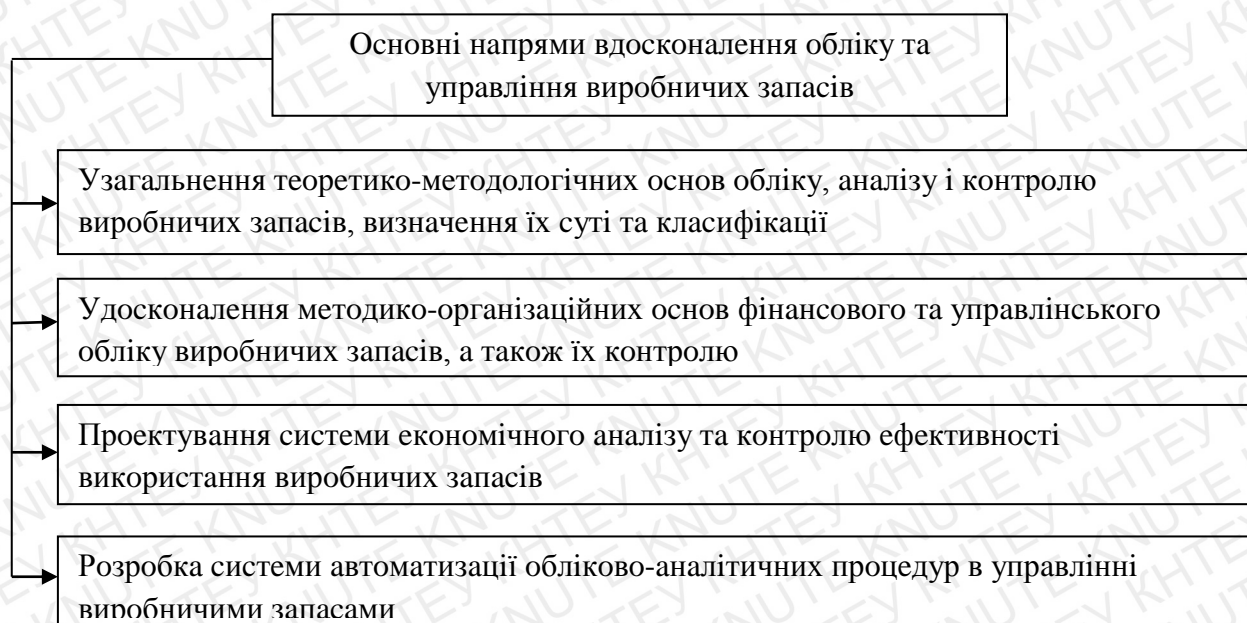 Основні напрями вдосконалення обліку та
управління виробничих запасів
Узагальнення теоретико-методологічних основ обліку, аналізу і контролю
виробничих запасів, визначення їх суті та класифікації
Удосконалення методико-організаційних основ фінансового та управлінського
обліку виробничих запасів, а також їх контролю
Проектування системи економічного аналізу та контролю ефективності
використання виробничих запасів
Розробка системи автоматизації обліково-аналітичних процедур в управлінні
виробничими запасами